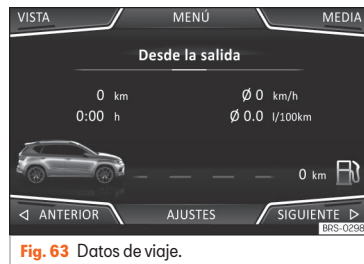 VISTA MENÚ MEDIA
Desde la salida
0 km Ø 0 km/h
0:00 h Ø 0.0 l/100km
0 km
ANTERIOR AJUSTES SIGUIENTE
BRS-0298
Fig. 63 Datos de viaje.